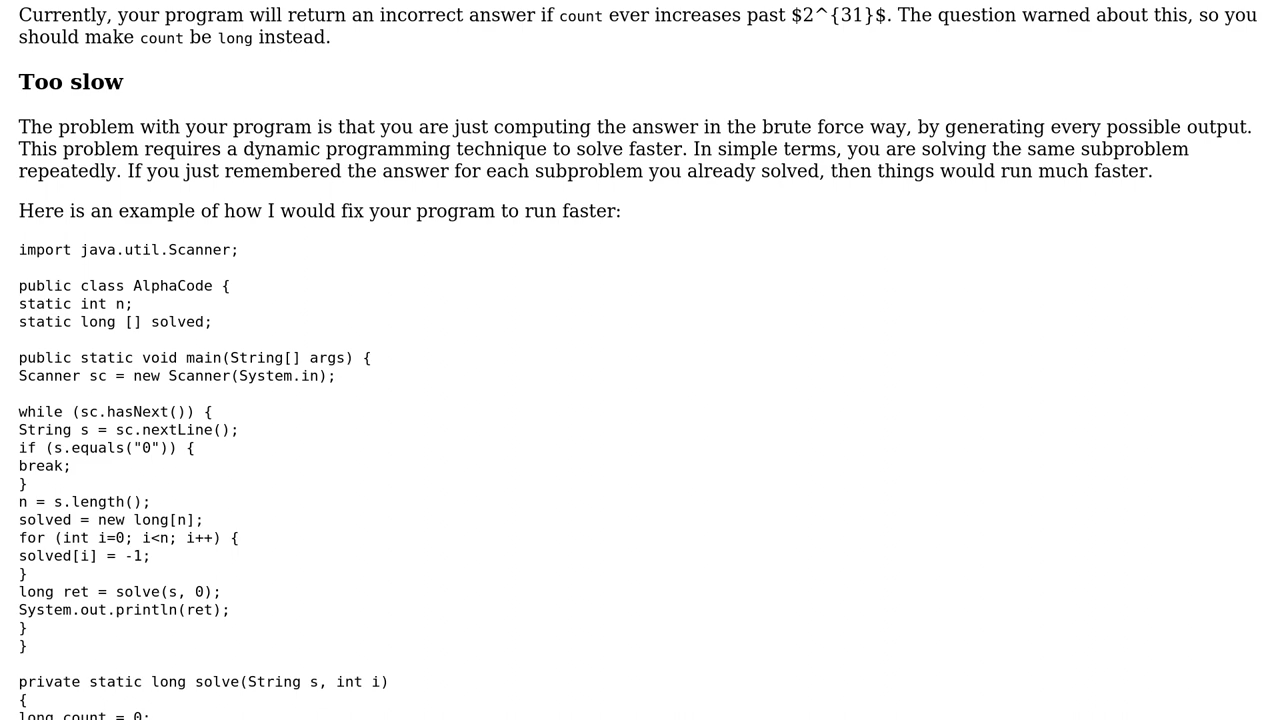 Currently, your program will return an incorrect answer if count ever increases past $2^{31}$. The question warned about this, so you
should make count be long instead.
Too slow
The problem with your program is that you are just computing the answer in the brute force way, by generating every possible output.
This problem requires a dynamic programming technique to solve faster. In simple terms, you are solving the same subproblem
repeatedly. If you just remembered the answer for each subproblem you already solved, then things would run much faster.
Here is an example of how I would fix your program to run faster:
import java.util.Scanner;
public class AlphaCode {
static int n;
static long [] solved;
public static void main(String[] args) {
Scanner sc = new Scanner(System.in);
while (sc.hasNext()) {
String s = sc.nextLine();
if (s.equals("0")) {
break;
}
n = s.length();
solved = new long[n];
for (int i=0; i<n; i++) {
solved[i] = -1;
}
long ret = solve(s, 0);
System.out.println(ret);
}
}
private static long solve(String s, int i)
{
long count = 0;